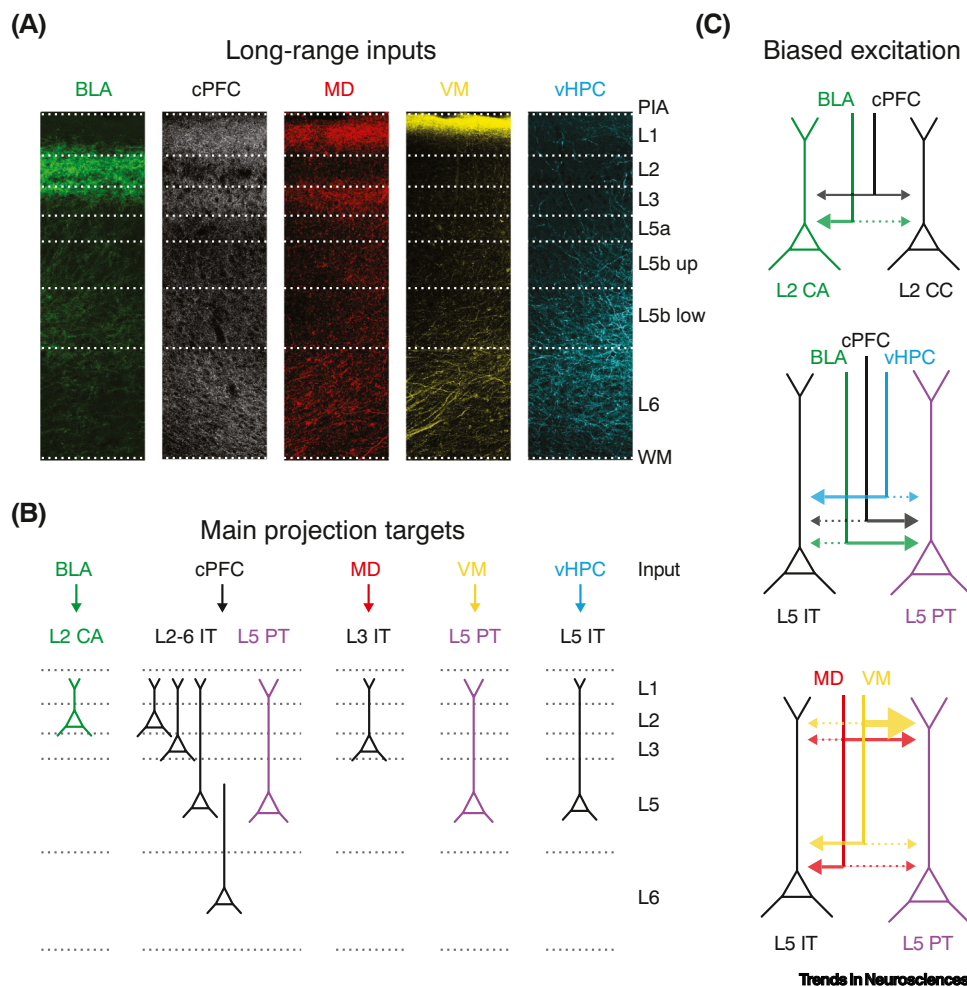 (A)
Long-range inputs
BLA cPFC MD VM vHPC
PIA
L1
L2
L3
L5a
L5b up
L5b low
L6
WM
(B)
Main projection targets
BLA cPFC MD VM vHPC Input
L2 CA L2-6 IT L5 PT L3 IT L5 PT L5 IT
L1
L2
L3
L5
L6
(C)
Biased excitation
BLA cPFC
L2 CA L2 CC
cPFC
BLA vHPC
L5 IT L5 PT
MD VM
L5 IT L5 PT
Trends in Neurosciences